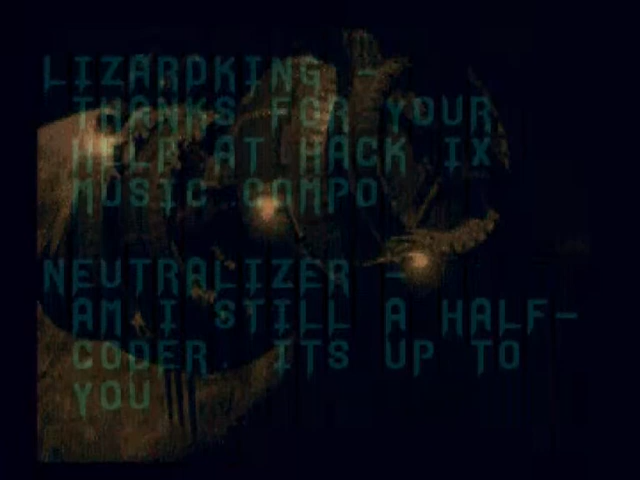 LIZARDKING -
THANKS FOR YOUR
HELP AT HACK IX
MUSIC COMPO
NEUTRALIZER -
AM I STILL A HALF-
CODER. ITS UP TO
YOU